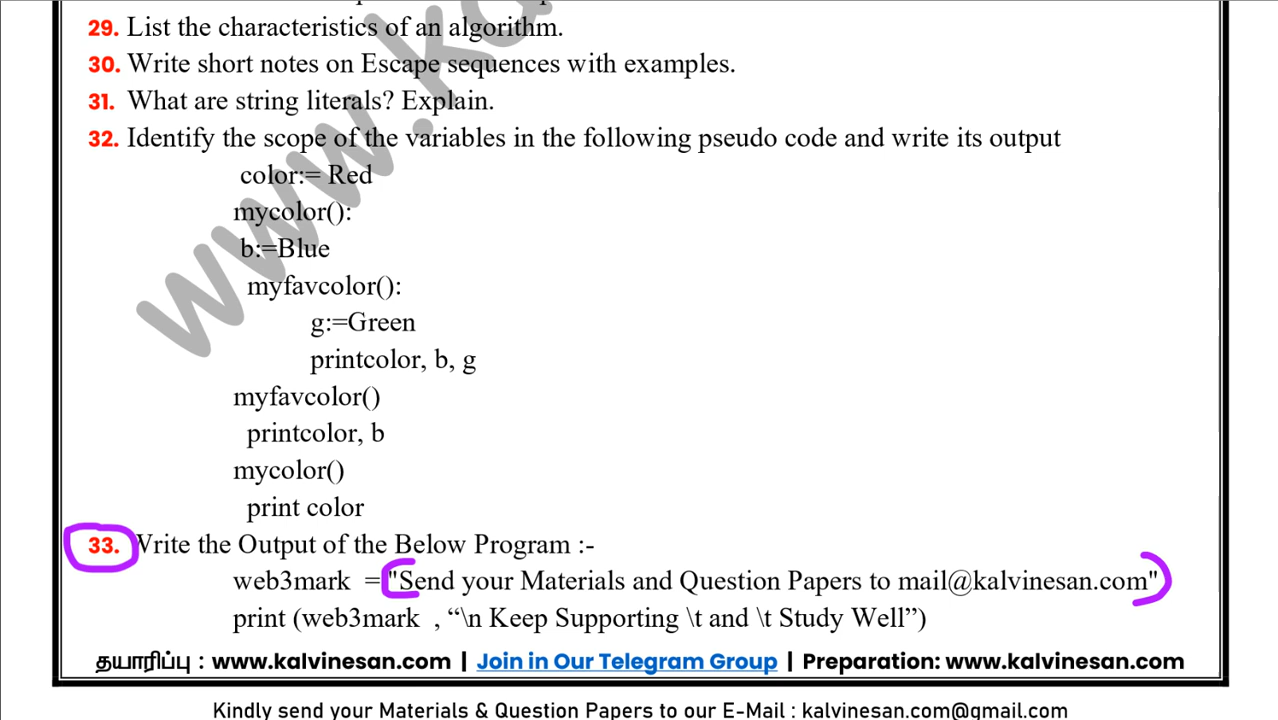 29. List the characteristics of an algorithm.
30. Write short notes on Escape sequences with examples.
31. What are string literals? Explain.
32. Identify the scope of the variables in the following pseudo code and write its output
color:= Red
mycolor():
b:=Blue
myfavcolor():
g:=Green
printcolor, b, g
myfavcolor()
printcolor, b
mycolor()
print color
33. Write the Output of the Below Program :-
web3mark = "Send your Materials and Question Papers to mail@kalvinesan.com"
print (web3mark , “\n Keep Supporting \t and \t Study Well”)
தயாரிப்பு : www.kalvinesan.com | Join in Our Telegram Group | Preparation: www.kalvinesan.com
Kindly send your Materials & Question Papers to our E-Mail : kalvinesan.com@gmail.com
www.ka